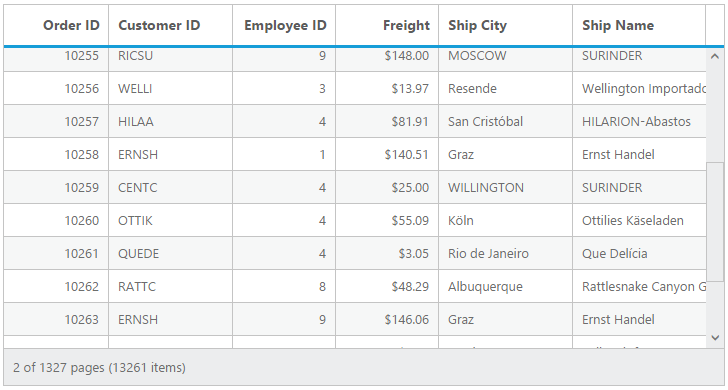 Order ID Customer ID Employee ID Freight Ship City Ship Name
10255 RICSU 9 $148.00 MOSCOW SURINDER
10256 WELLI 3 $13.97 Resende Wellington Importado
10257 HILAA 4 $81.91 San Cristóbal HILARION-Abastos
10258 ERNSH 1 $140.51 Graz Ernst Handel
10259 CENTC 4 $25.00 WILLINGTON SURINDER
10260 OTTIK 4 $55.09 Köln Ottilies Käseladen
10261 QUEDE 4 $3.05 Rio de Janeiro Que Delícia
10262 RATTC 8 $48.29 Albuquerque Rattlesnake Canyon G
10263 ERNSH 9 $146.06 Graz Ernst Handel
2 of 1327 pages (13261 items)